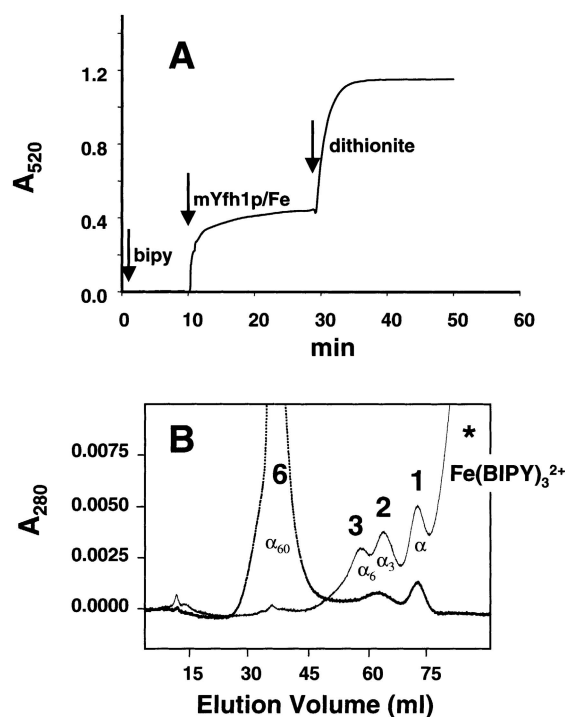 A
1.2
0.8
0.4
0.0
A520
bipy
mYfh1p/Fe
dithionite
0 10 20 30 40 50 60
min
B
0.0075
0.0050
0.0025
0.0000
A280
6
α60
3
α6
2
α3
1
α
*
Fe(BIPY)₃²⁺
15 30 45 60 75
Elution Volume (ml)